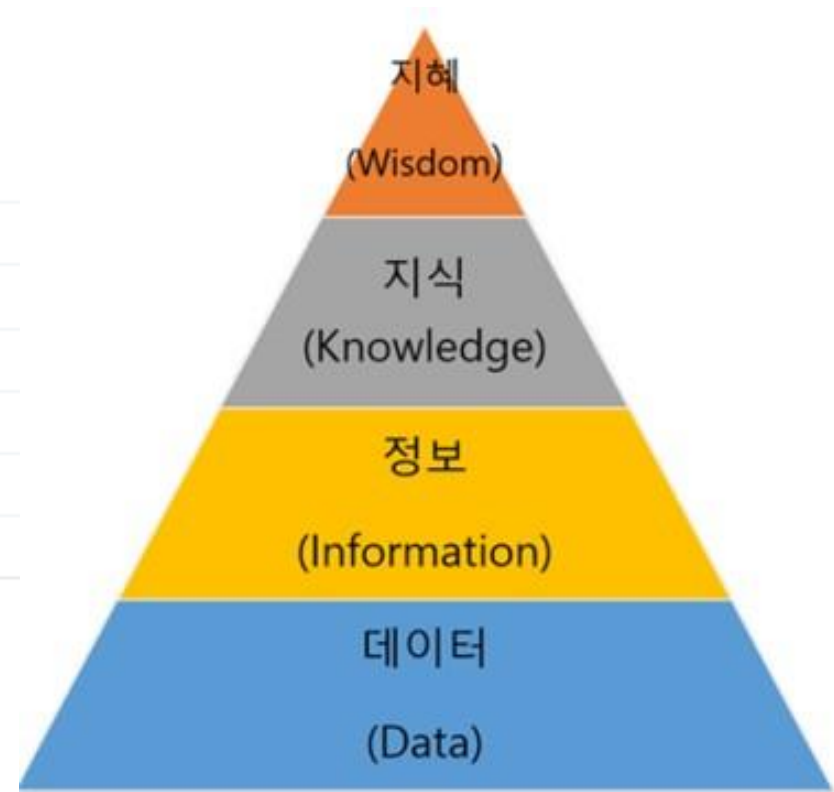 지혜
(Wisdom)
지식
(Knowledge)
정보
(Information)
데이터
(Data)